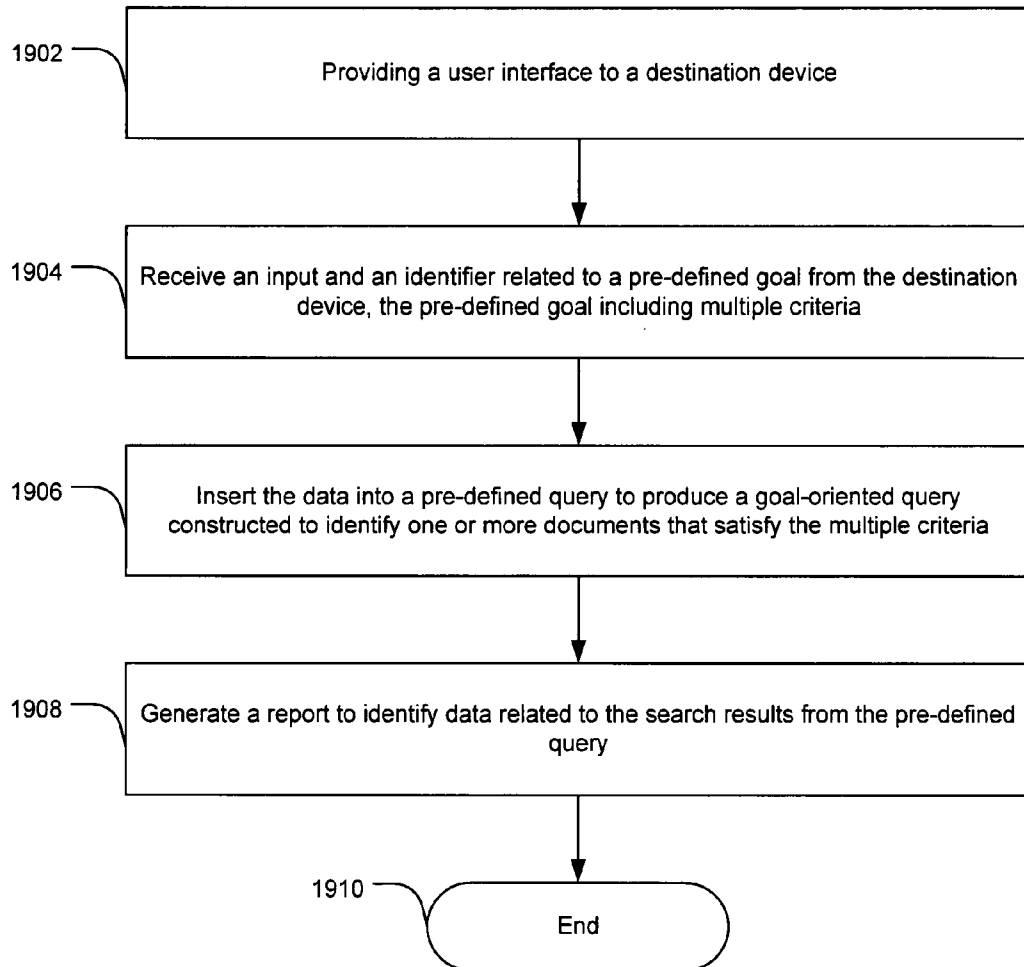 1902
Providing a user interface to a destination device
1904
Receive an input and an identifier related to a pre-defined goal from the destination
device, the pre-defined goal including multiple criteria
1906
Insert the data into a pre-defined query to produce a goal-oriented query
constructed to identify one or more documents that satisfy the multiple criteria
1908
Generate a report to identify data related to the search results from the pre-defined
query
1910
End